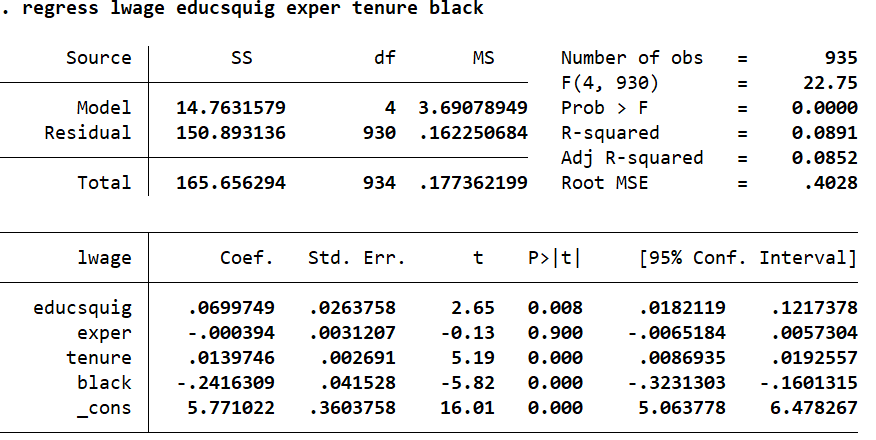 . regress lwage educsquig exper tenure black
Source SS df MS Number of obs = 935
F(4, 930) = 22.75
Model 14.7631579 4 3.69078949 Prob > F = 0.0000
Residual 150.893136 930 .162250684 R-squared = 0.0891
Adj R-squared = 0.0852
Total 165.656294 934 .177362199 Root MSE = .4028
lwage Coef. Std. Err. t P>|t| [95% Conf. Interval]
educsquig .0699749 .0263758 2.65 0.008 .0182119 .1217378
exper -.000394 .0031207 -0.13 0.900 -.0065184 .0057304
tenure .0139746 .002691 5.19 0.000 .0086935 .0192557
black -.2416309 .041528 -5.82 0.000 -.3231303 -.1601315
_cons 5.771022 .3603758 16.01 0.000 5.063778 6.478267